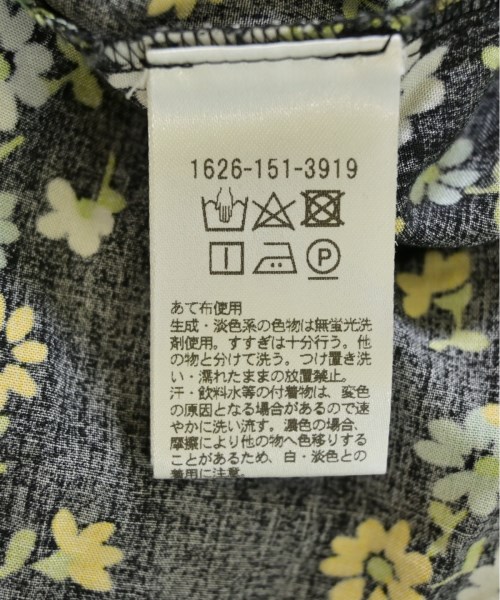 1626-151-3919
P
あて布使用
生成・淡色系の色物は無蛍光洗
剤使用。すすぎは十分行う。他
の物と分けて洗う。つけ置き洗
い・濡れたままの放置禁止。
汗・飲料水等の付着物は、変色
の原因となる場合があるので速
やかに洗い流す。濃色の場合、
摩擦により他の物へ色移りする
ことがあるため、白・淡色との
着用に注意。